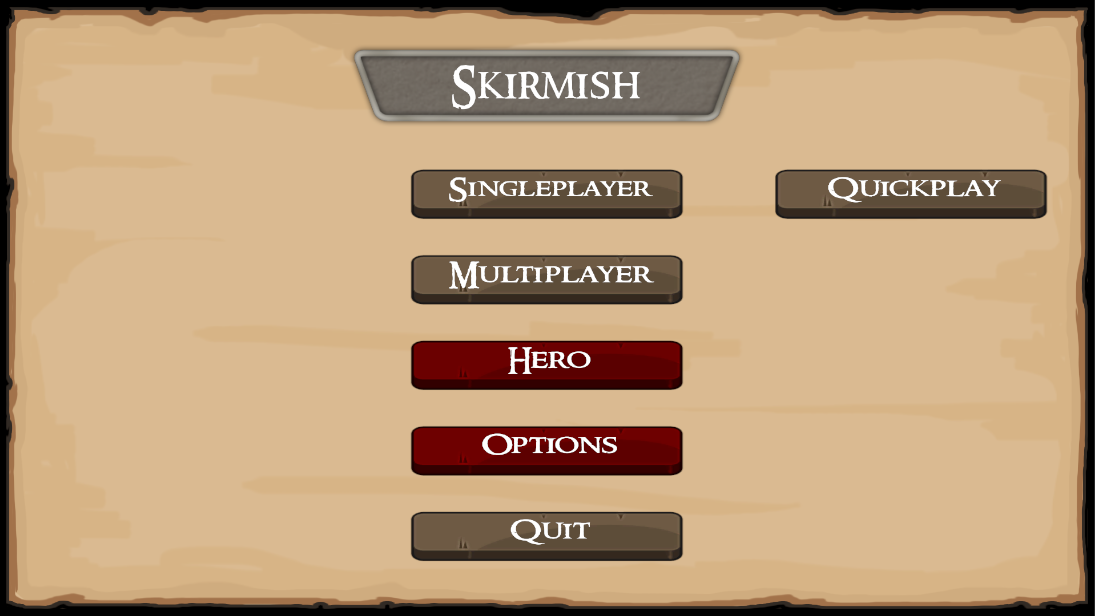 Skirmish
Singleplayer
Quickplay
Multiplayer
Hero
Options
Quit